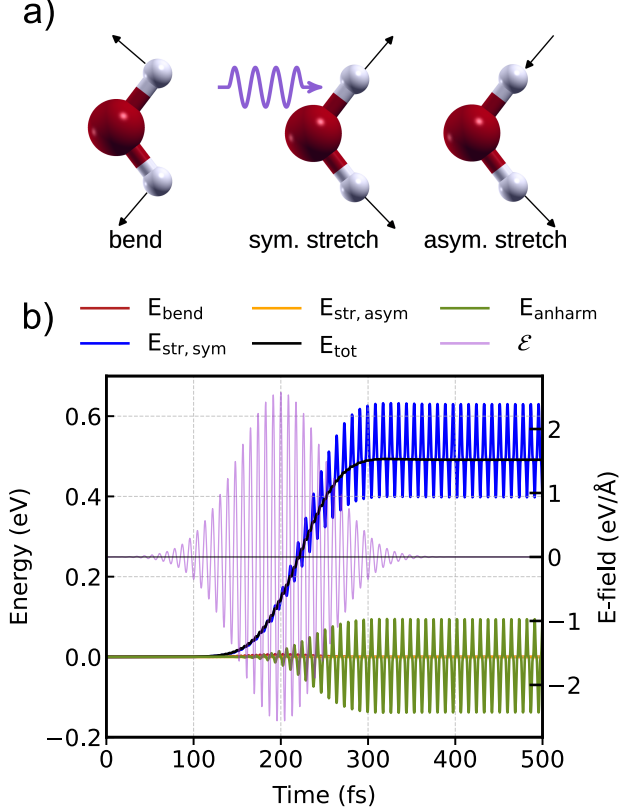 a)
bend sym. stretch asym. stretch
b)
E_bend E_str, asym E_anharm
E_str, sym E_tot ℰ
0.6
0.4
0.2
0.0
−0.2
Energy (eV)
2
1
0
−1
−2
E-field (eV/Å)
0 100 200 300 400 500
Time (fs)